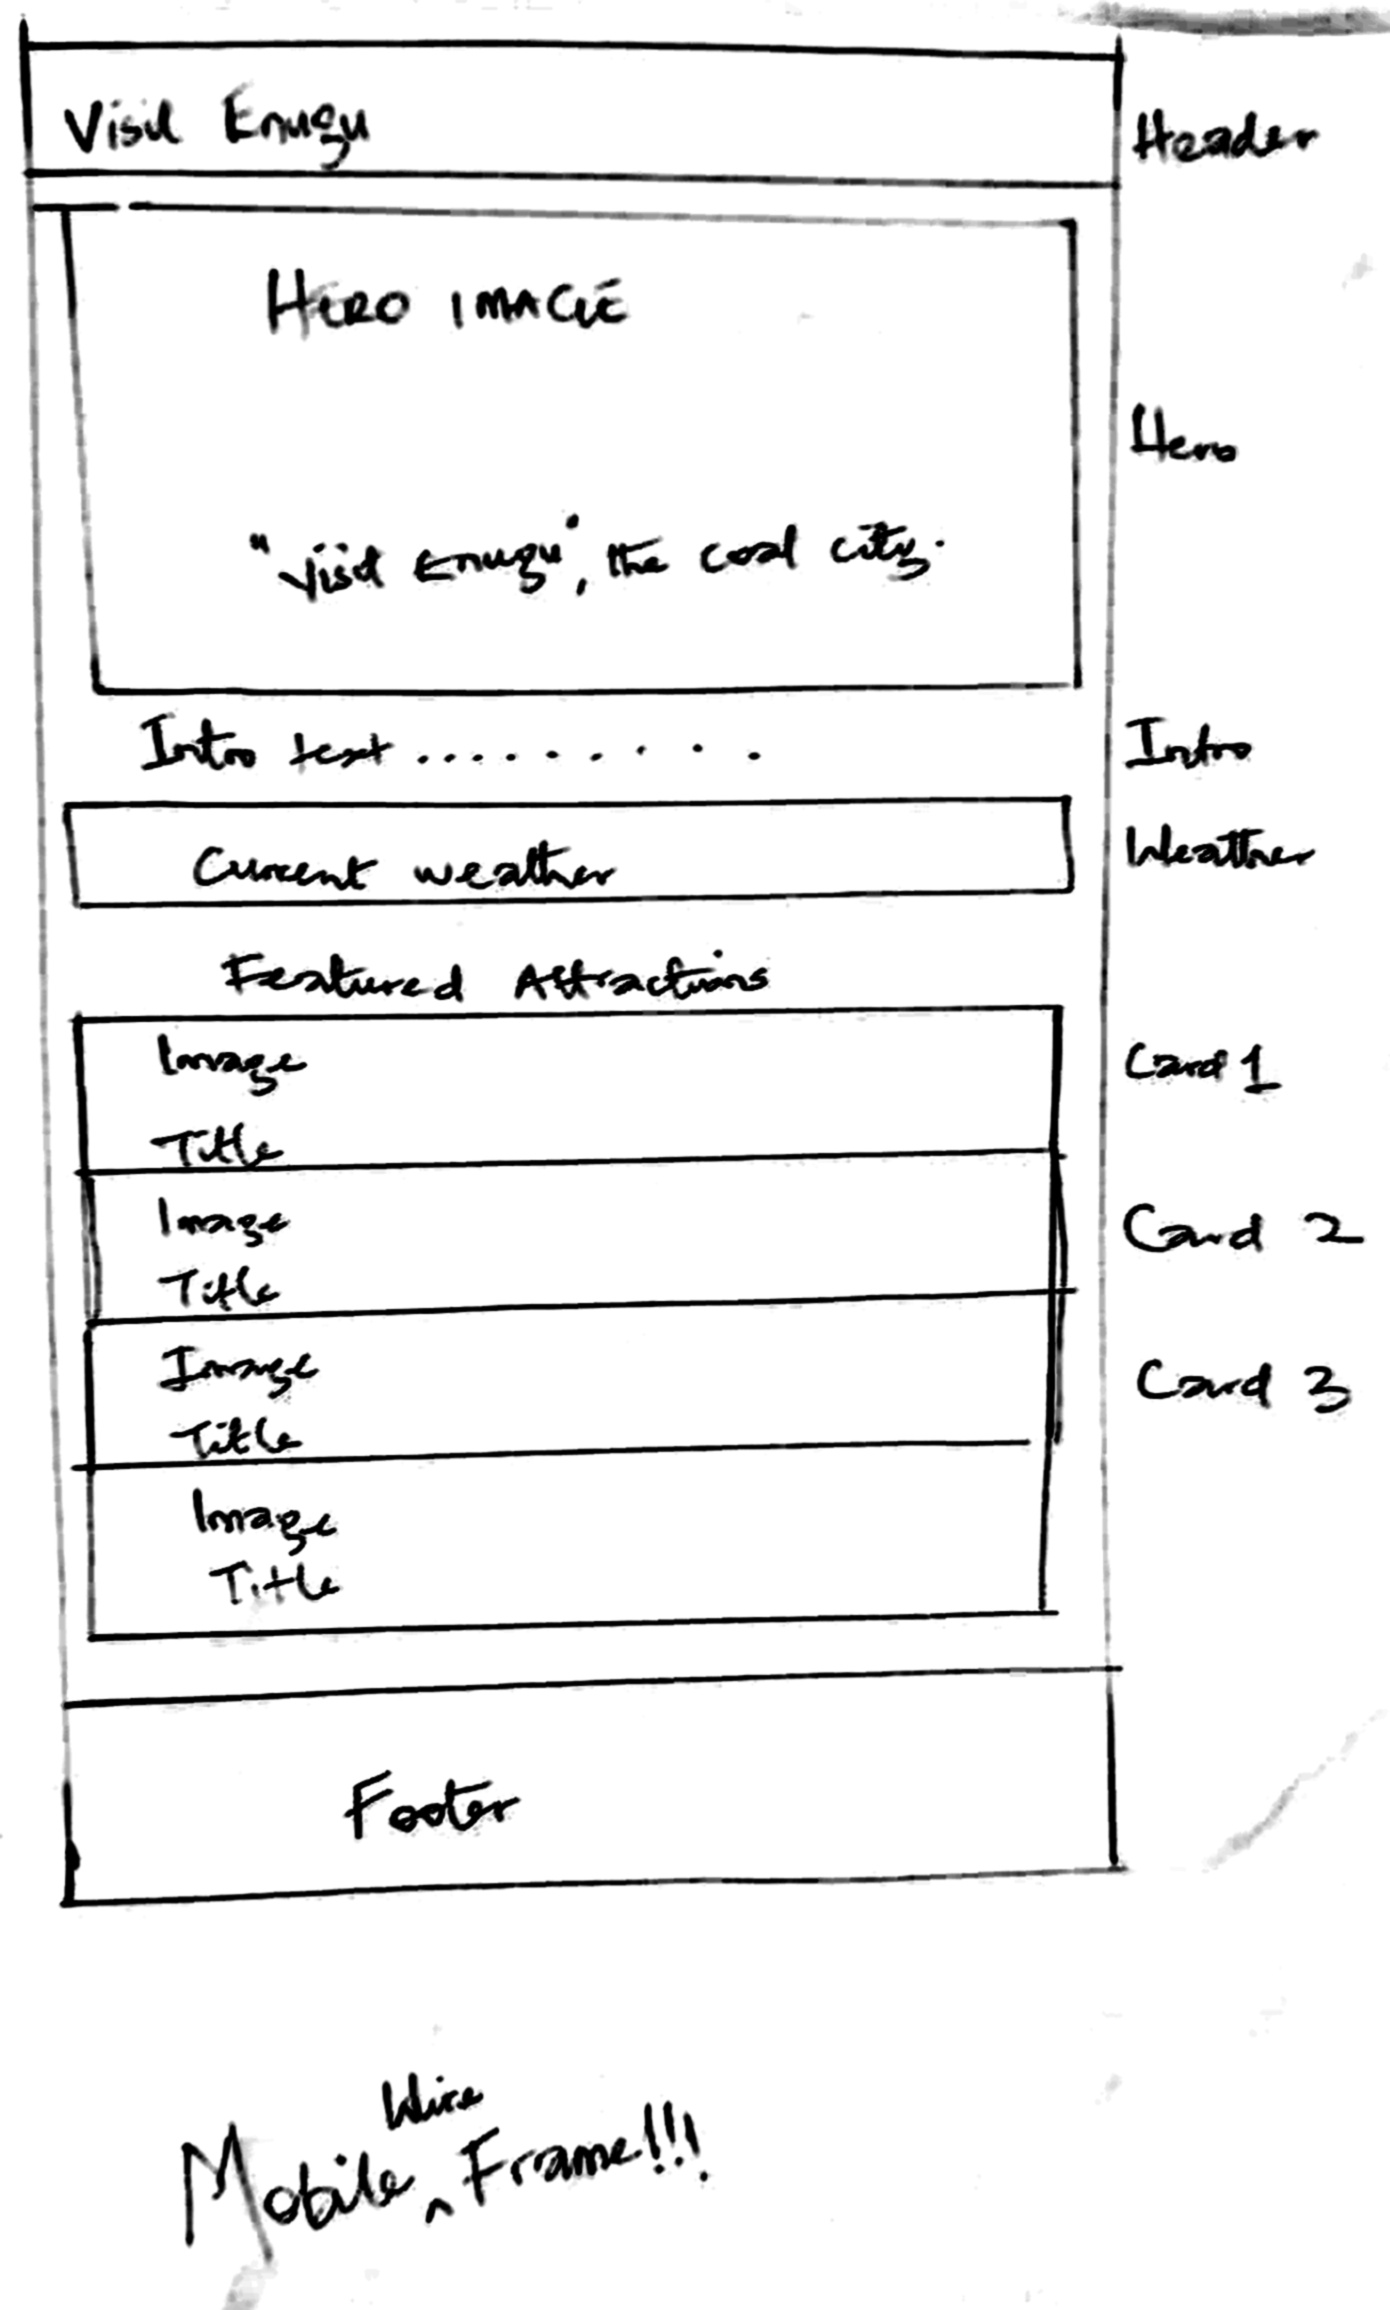 Visit Enugu
Header
HERO IMAGE
Hero
"Visit Enugu", the coal city.
Intro text .........
Intro
Current weather
Weather
Featured Attractions
Image
Card 1
Title
Image
Card 2
Title
Image
Card 3
Title
Image
Title
Footer
Wire
Mobile ^ Frame!!!